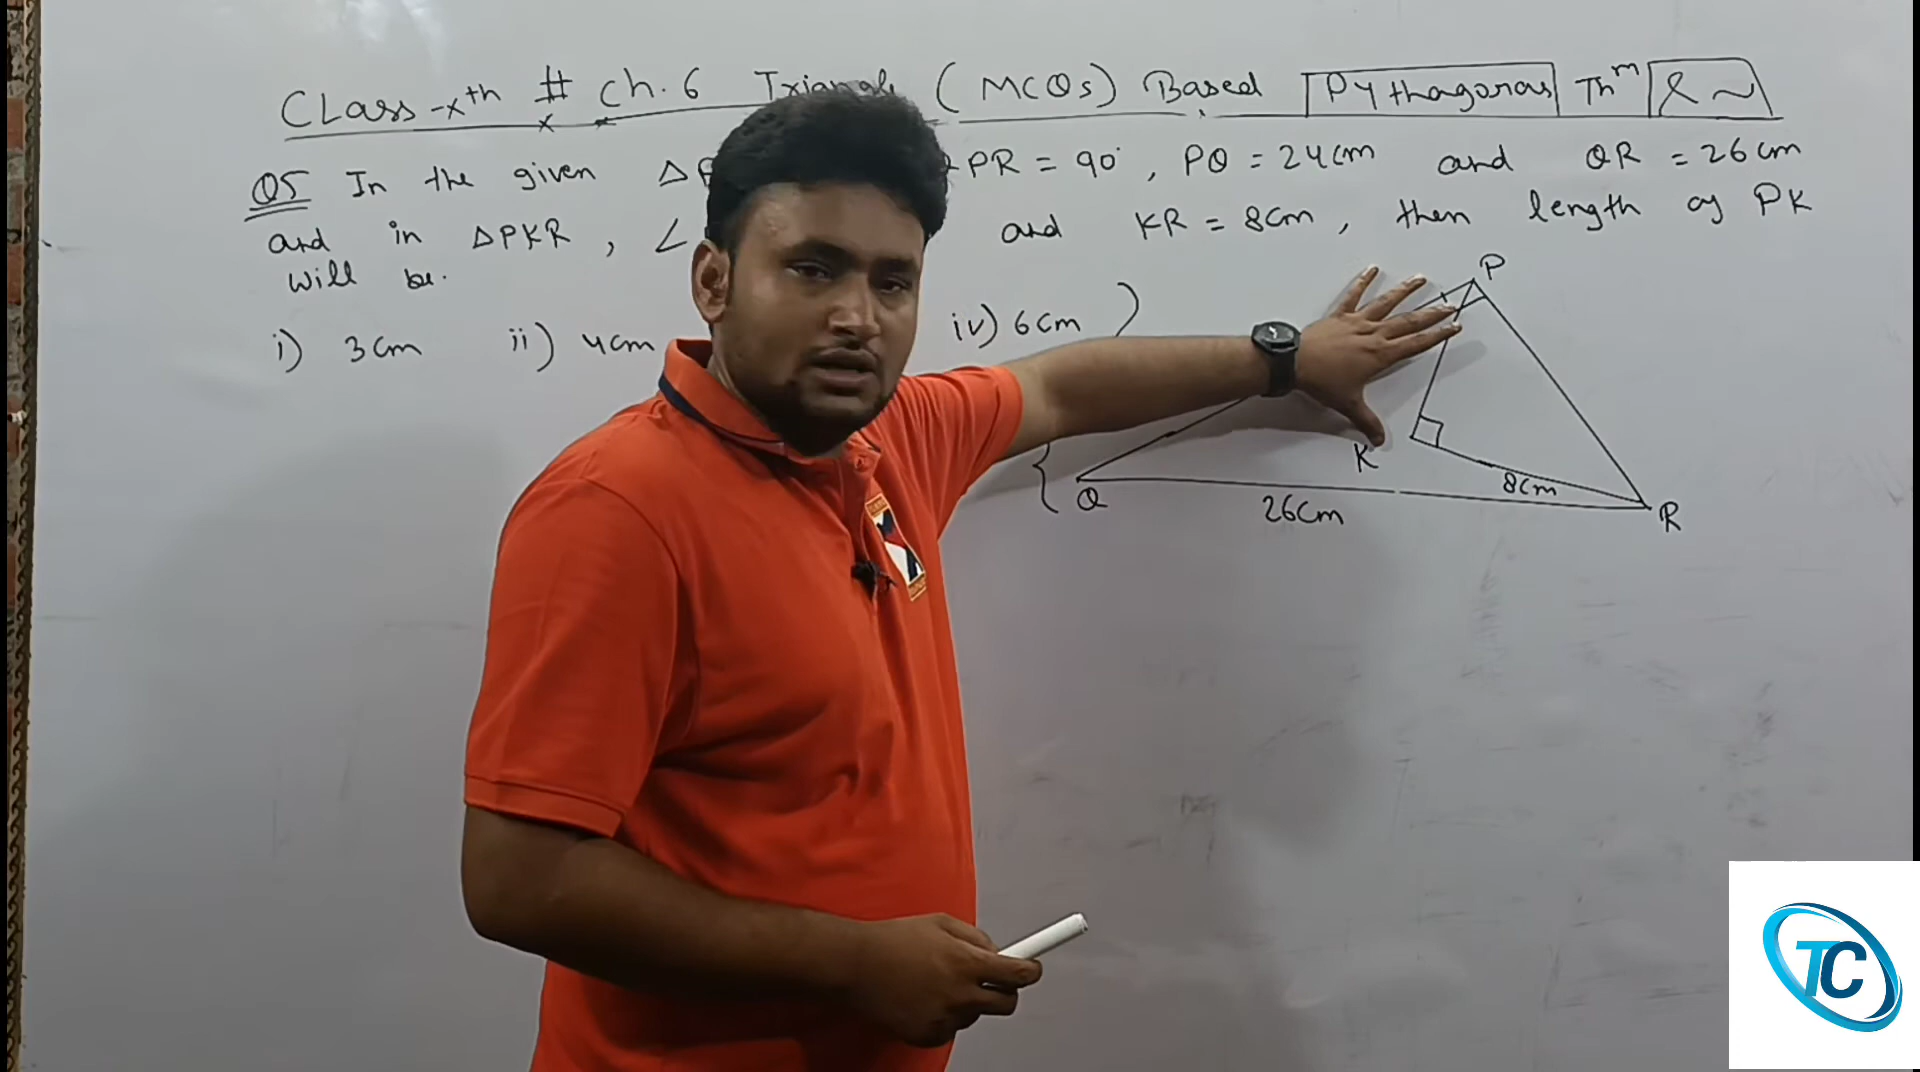 CLass -xth # Ch. 6 Triangle (MCQs) Based Pythagoras Thm & ~
Q5 In the given Δ PR = 90°, PQ = 24cm and QR = 26cm
and in ΔPKR, ∠ and KR = 8cm, then length of PK
will be.
i) 3cm ii) 4cm iv) 6cm )
P
K
8cm
Q
26cm
R
TC